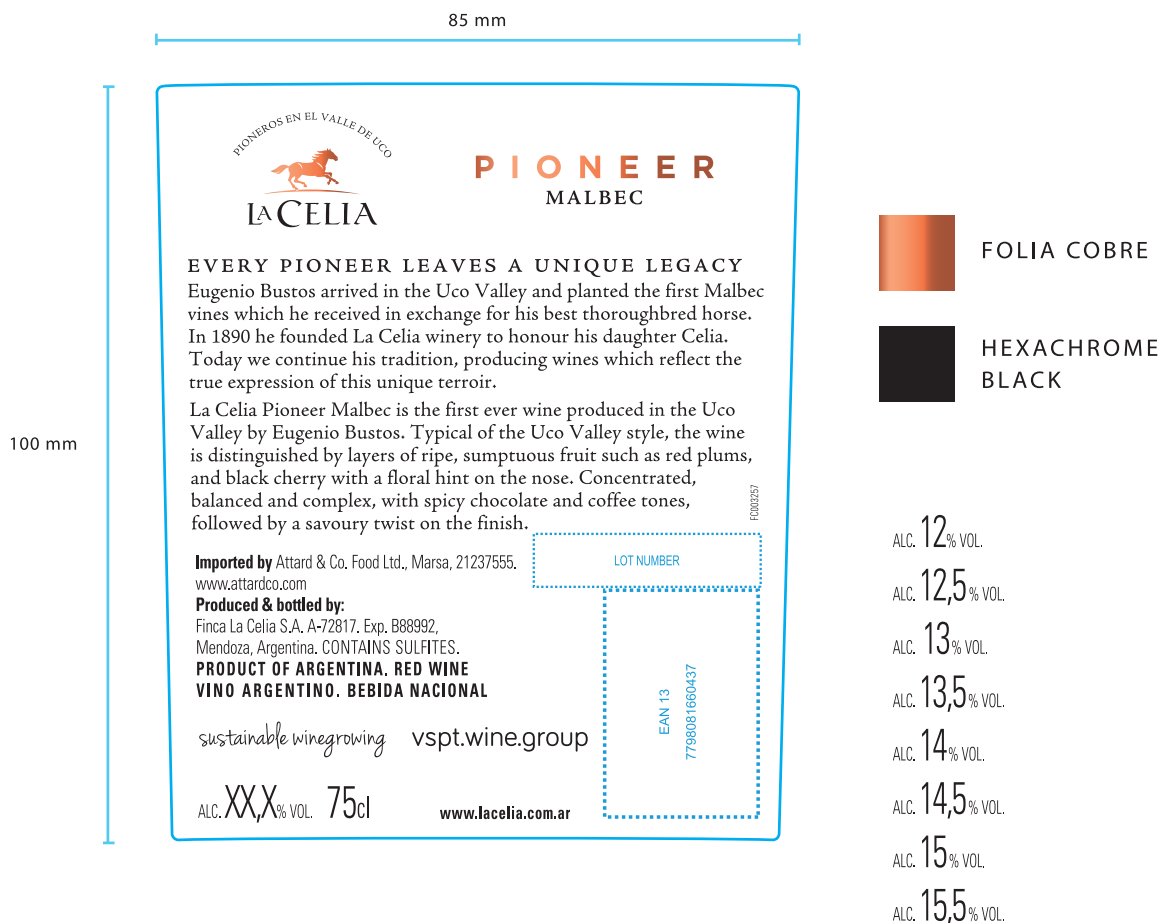 85 mm
100 mm
PIONEROS EN EL VALLE DE UCO
LA CELIA
PIONEER
MALBEC
EVERY PIONEER LEAVES A UNIQUE LEGACY
Eugenio Bustos arrived in the Uco Valley and planted the first Malbec
vines which he received in exchange for his best thoroughbred horse.
In 1890 he founded La Celia winery to honour his daughter Celia.
Today we continue his tradition, producing wines which reflect the
true expression of this unique terroir.
La Celia Pioneer Malbec is the first ever wine produced in the Uco
Valley by Eugenio Bustos. Typical of the Uco Valley style, the wine
is distinguished by layers of ripe, sumptuous fruit such as red plums,
and black cherry with a floral hint on the nose. Concentrated,
balanced and complex, with spicy chocolate and coffee tones,
followed by a savoury twist on the finish.
FC003257
Imported by Attard & Co. Food Ltd., Marsa, 21237555.
www.attardco.com
Produced & bottled by:
Finca La Celia S.A. A-72817. Exp. B88992,
Mendoza, Argentina. CONTAINS SULFITES.
PRODUCT OF ARGENTINA. RED WINE
VINO ARGENTINO. BEBIDA NACIONAL
LOT NUMBER
EAN 13
7798081660437
sustainable winegrowing
vspt.wine.group
ALC. XX,X% VOL. 75cl
www.lacelia.com.ar
FOLIA COBRE
HEXACHROME
BLACK
ALC. 12% VOL.
ALC. 12,5% VOL.
ALC. 13% VOL.
ALC. 13,5% VOL.
ALC. 14% VOL.
ALC. 14,5% VOL.
ALC. 15% VOL.
ALC. 15,5% VOL.